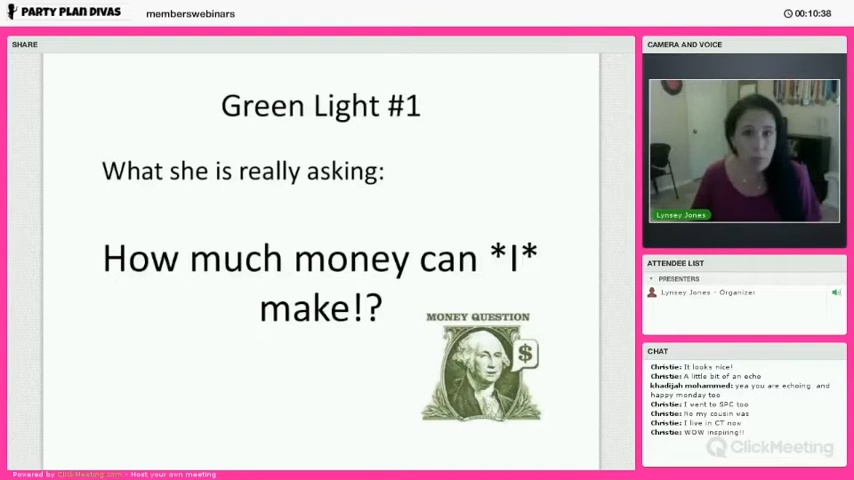 PARTY PLAN DIVAS
memberswebinars
00:10:38
SHARE
Green Light #1
What she is really asking:
How much money can *I*
make!?
MONEY QUESTION
$
CAMERA AND VOICE
Lynsey Jones
ATTENDEE LIST
PRESENTERS
Lynsey Jones - Organizer
CHAT
Christie: It looks nice!
Christie: A little bit of an echo
khadijah mohammed: yea you are echoing and
happy monday too
Christie: I went to SPC too
Christie: No my cousin was
Christie: I live in CT now
Christie: WOW inspiring!!
ClickMeeting
Powered by ClickMeeting.com - Host your own meeting